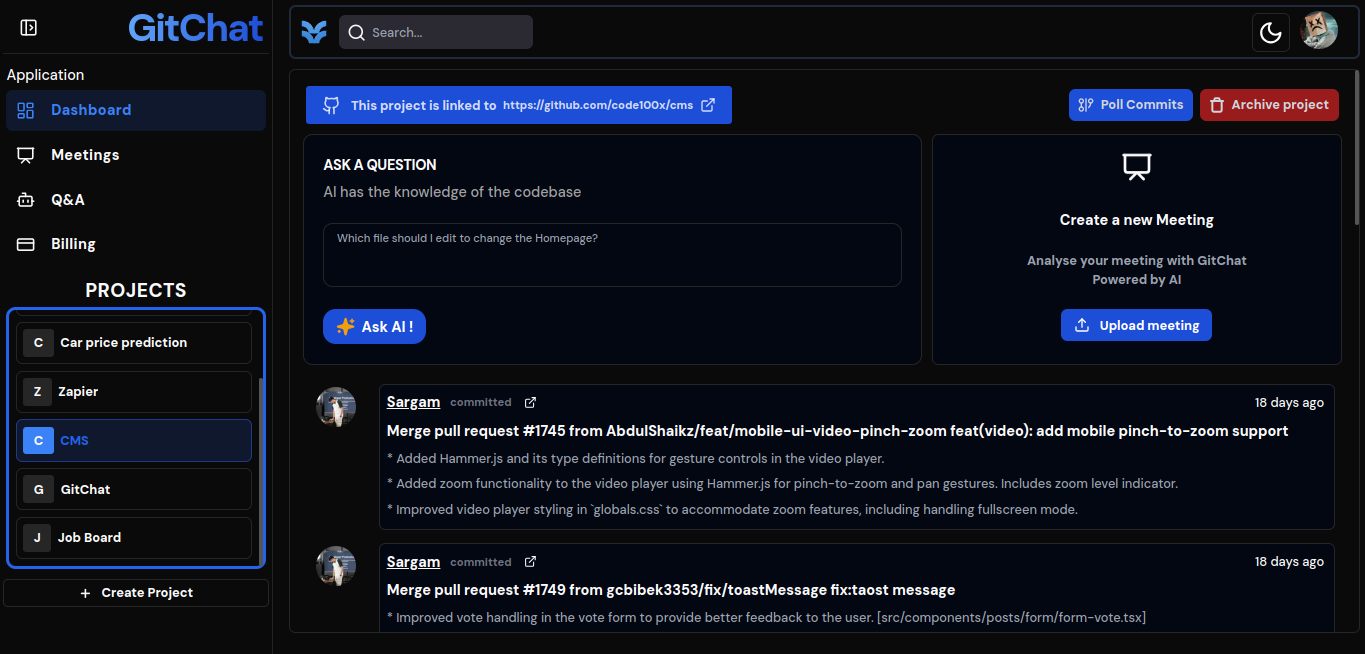 GitChat
Search...
Application
Dashboard
Meetings
Q&A
Billing
PROJECTS
C Car price prediction
Z Zapier
C CMS
G GitChat
J Job Board
+ Create Project
This project is linked to https://github.com/code100x/cms
Poll Commits
Archive project
ASK A QUESTION
AI has the knowledge of the codebase
Which file should I edit to change the Homepage?
Ask AI !
Create a new Meeting
Analyse your meeting with GitChat
Powered by AI
Upload meeting
Sargam committed 18 days ago
Merge pull request #1745 from AbdulShaikz/feat/mobile-ui-video-pinch-zoom feat(video): add mobile pinch-to-zoom support
* Added Hammer.js and its type definitions for gesture controls in the video player.
* Added zoom functionality to the video player using Hammer.js for pinch-to-zoom and pan gestures. Includes zoom level indicator.
* Improved video player styling in `globals.css` to accommodate zoom features, including handling fullscreen mode.
Sargam committed 18 days ago
Merge pull request #1749 from gcbibek3353/fix/toastMessage fix:taost message
* Improved vote handling in the vote form to provide better feedback to the user. [src/components/posts/form/form-vote.tsx]